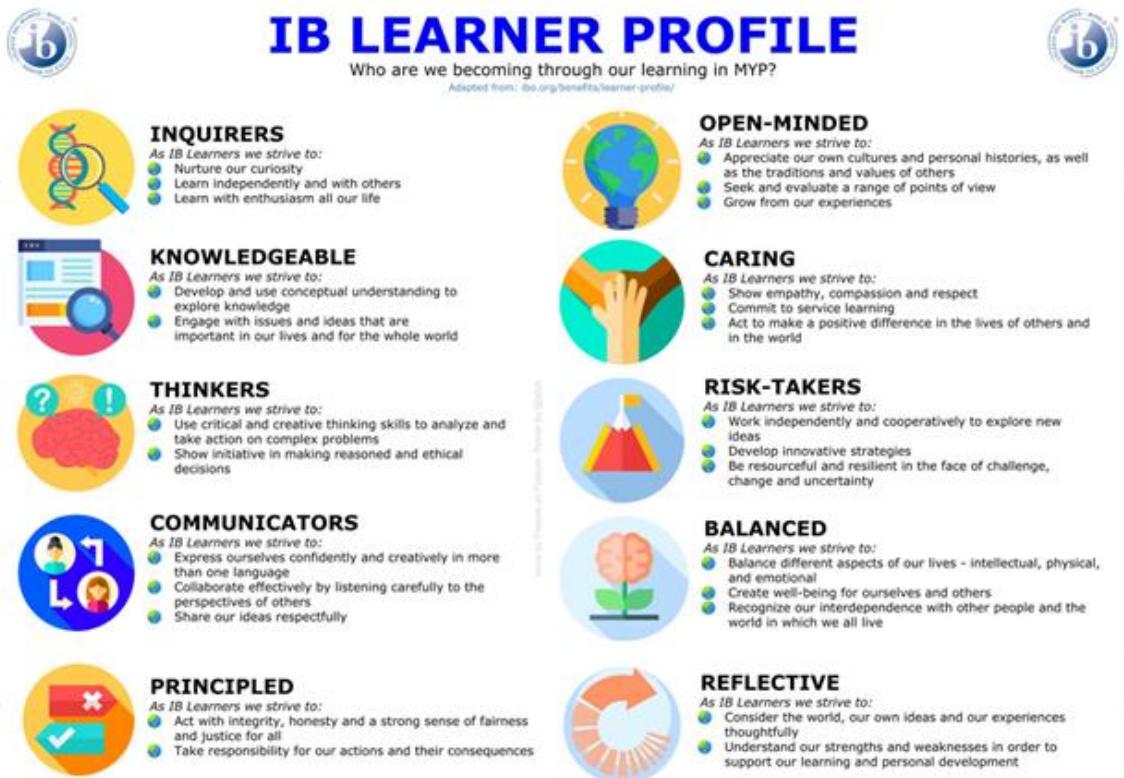 IB LEARNER PROFILE
Who are we becoming through our learning in MYP?
Adapted from: ibo.org/benefits/learner-profile/
INQUIRERS
As IB Learners we strive to:
Nurture our curiosity
Learn independently and with others
Learn with enthusiasm all our life
KNOWLEDGEABLE
As IB Learners we strive to:
Develop and use conceptual understanding to
explore knowledge
Engage with issues and ideas that are
important in our lives and for the whole world
THINKERS
As IB Learners we strive to:
Use critical and creative thinking skills to analyze and
take action on complex problems
Show initiative in making reasoned and ethical
decisions
COMMUNICATORS
As IB Learners we strive to:
Express ourselves confidently and creatively in more
than one language
Collaborate effectively by listening carefully to the
perspectives of others
Share our ideas respectfully
PRINCIPLED
As IB Learners we strive to:
Act with integrity, honesty and a strong sense of fairness
and justice for all
Take responsibility for our actions and their consequences
OPEN-MINDED
As IB Learners we strive to:
Appreciate our own cultures and personal histories, as well
as the traditions and values of others
Seek and evaluate a range of points of view
Grow from our experiences
CARING
As IB Learners we strive to:
Show empathy, compassion and respect
Commit to service learning
Act to make a positive difference in the lives of others and
in the world
RISK-TAKERS
As IB Learners we strive to:
Work independently and cooperatively to explore new
ideas
Develop innovative strategies
Be resourceful and resilient in the face of challenge,
change and uncertainty
BALANCED
As IB Learners we strive to:
Balance different aspects of our lives - intellectual, physical,
and emotional
Create well-being for ourselves and others
Recognize our interdependence with other people and the
world in which we all live
REFLECTIVE
As IB Learners we strive to:
Consider the world, our own ideas and our experiences
thoughtfully
Understand our strengths and weaknesses in order to
support our learning and personal development